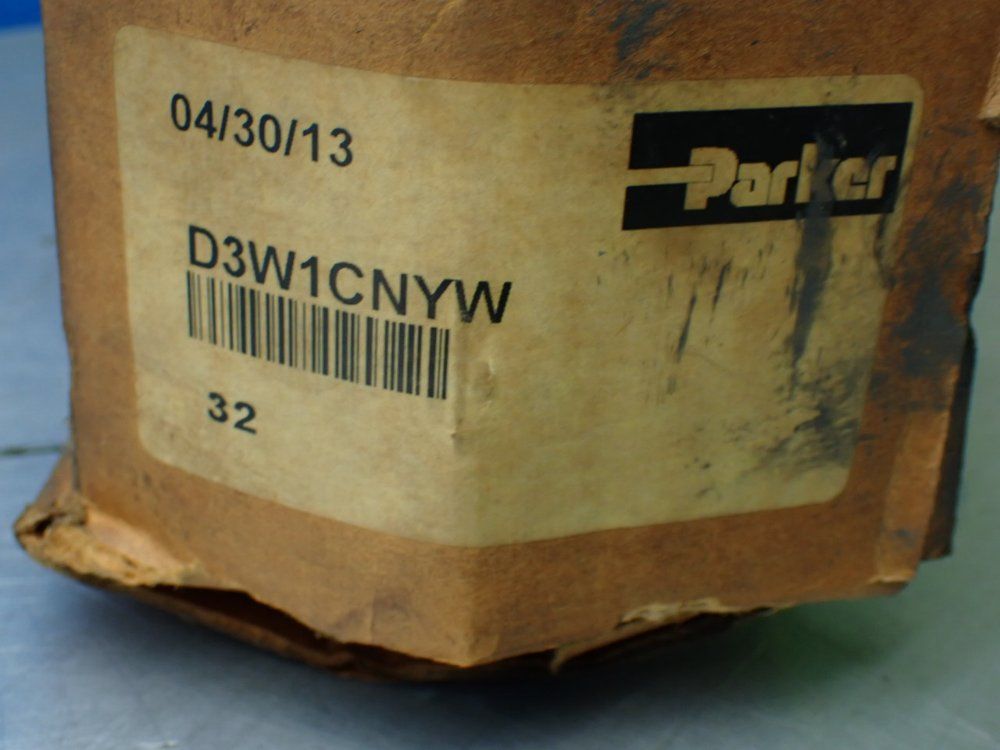 04/30/13
Parker
D3W1CNYW
32